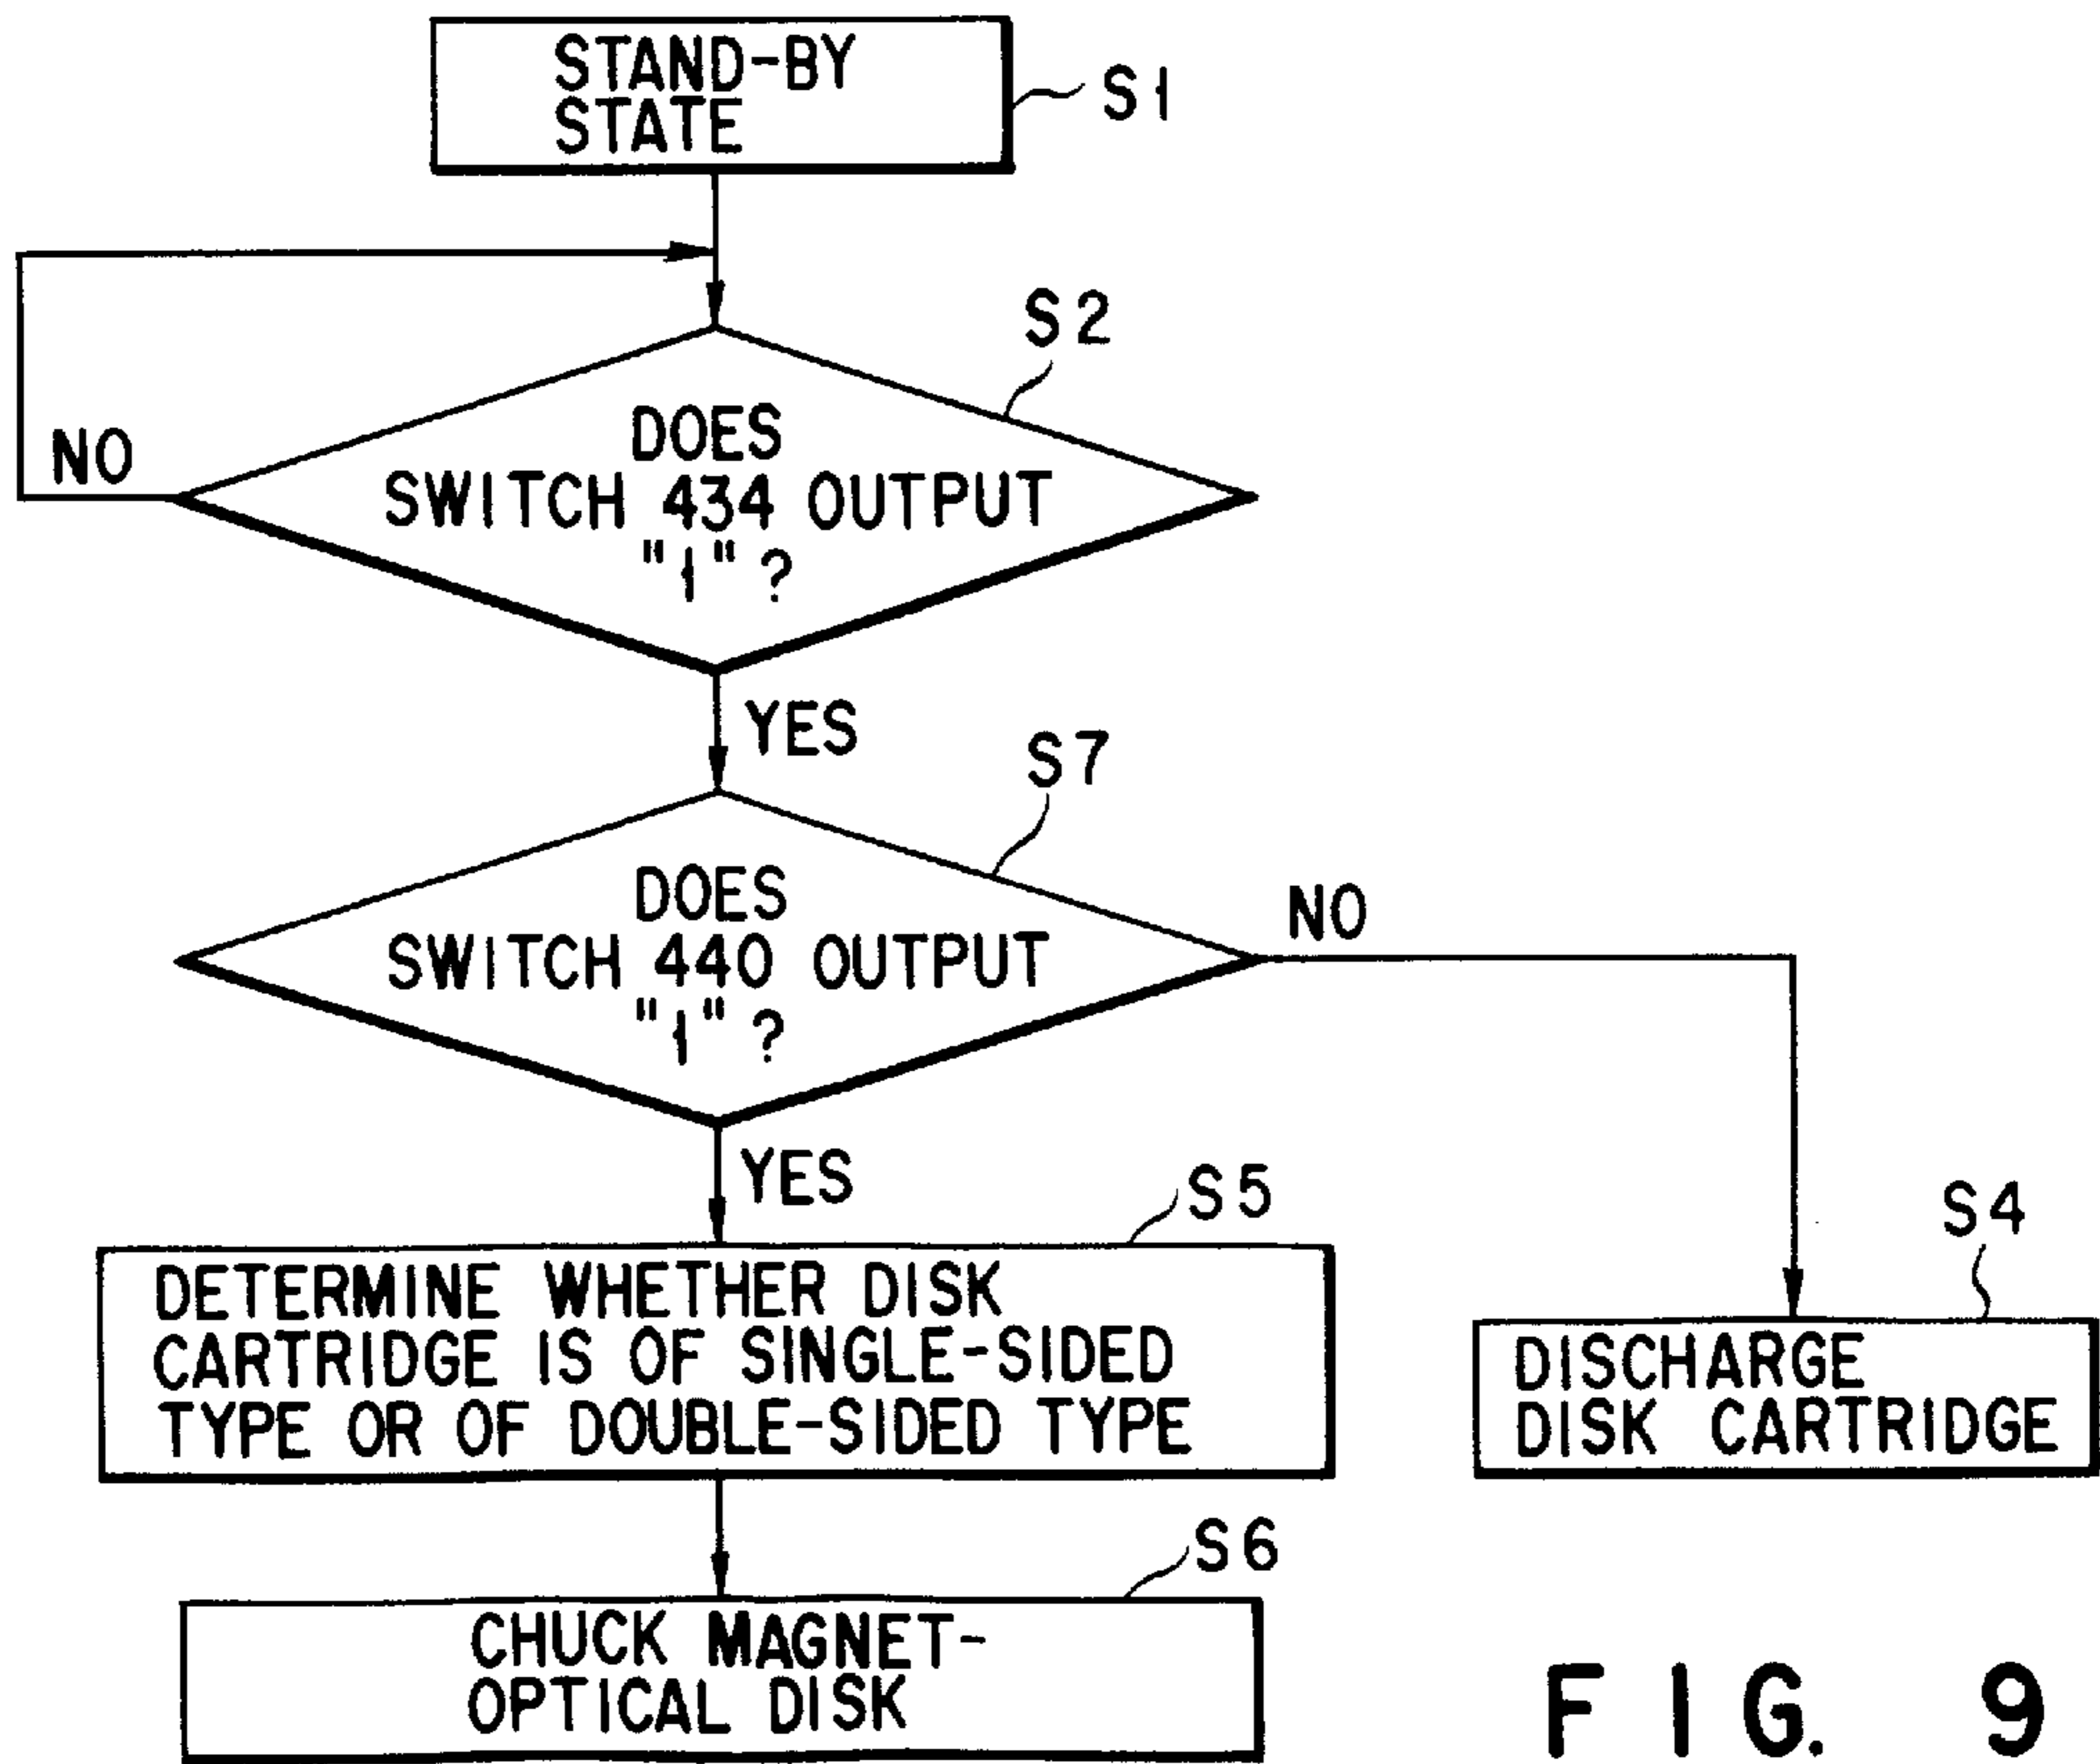 STAND-BY
STATE
S1
S2
DOES
SWITCH 434 OUTPUT
"1" ?
NO
YES
S7
DOES
SWITCH 440 OUTPUT
"1" ?
NO
YES
S5
DETERMINE WHETHER DISK
CARTRIDGE IS OF SINGLE-SIDED
TYPE OR OF DOUBLE-SIDED TYPE
S4
DISCHARGE
DISK CARTRIDGE
S6
CHUCK MAGNET-
OPTICAL DISK
FIG. 9